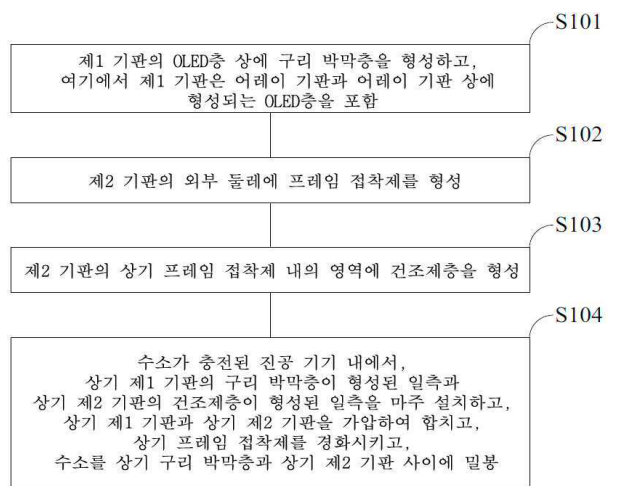 S101
제1 기판의 OLED층 상에 구리 박막층을 형성하고,
여기에서 제1 기판은 어레이 기판과 어레이 기판 상에
형성되는 OLED층을 포함
S102
제2 기판의 외부 둘레에 프레임 접착제를 형성
S103
제2 기판의 상기 프레임 접착제 내의 영역에 건조제층을 형성
S104
수소가 충전된 진공 기기 내에서,
상기 제1 기판의 구리 박막층이 형성된 일측과
상기 제2 기판의 건조제층이 형성된 일측을 마주 설치하고,
상기 제1 기판과 상기 제2 기판을 가압하여 합치고,
상기 프레임 접착제를 경화시키고,
수소를 상기 구리 박막층과 상기 제2 기판 사이에 밀봉